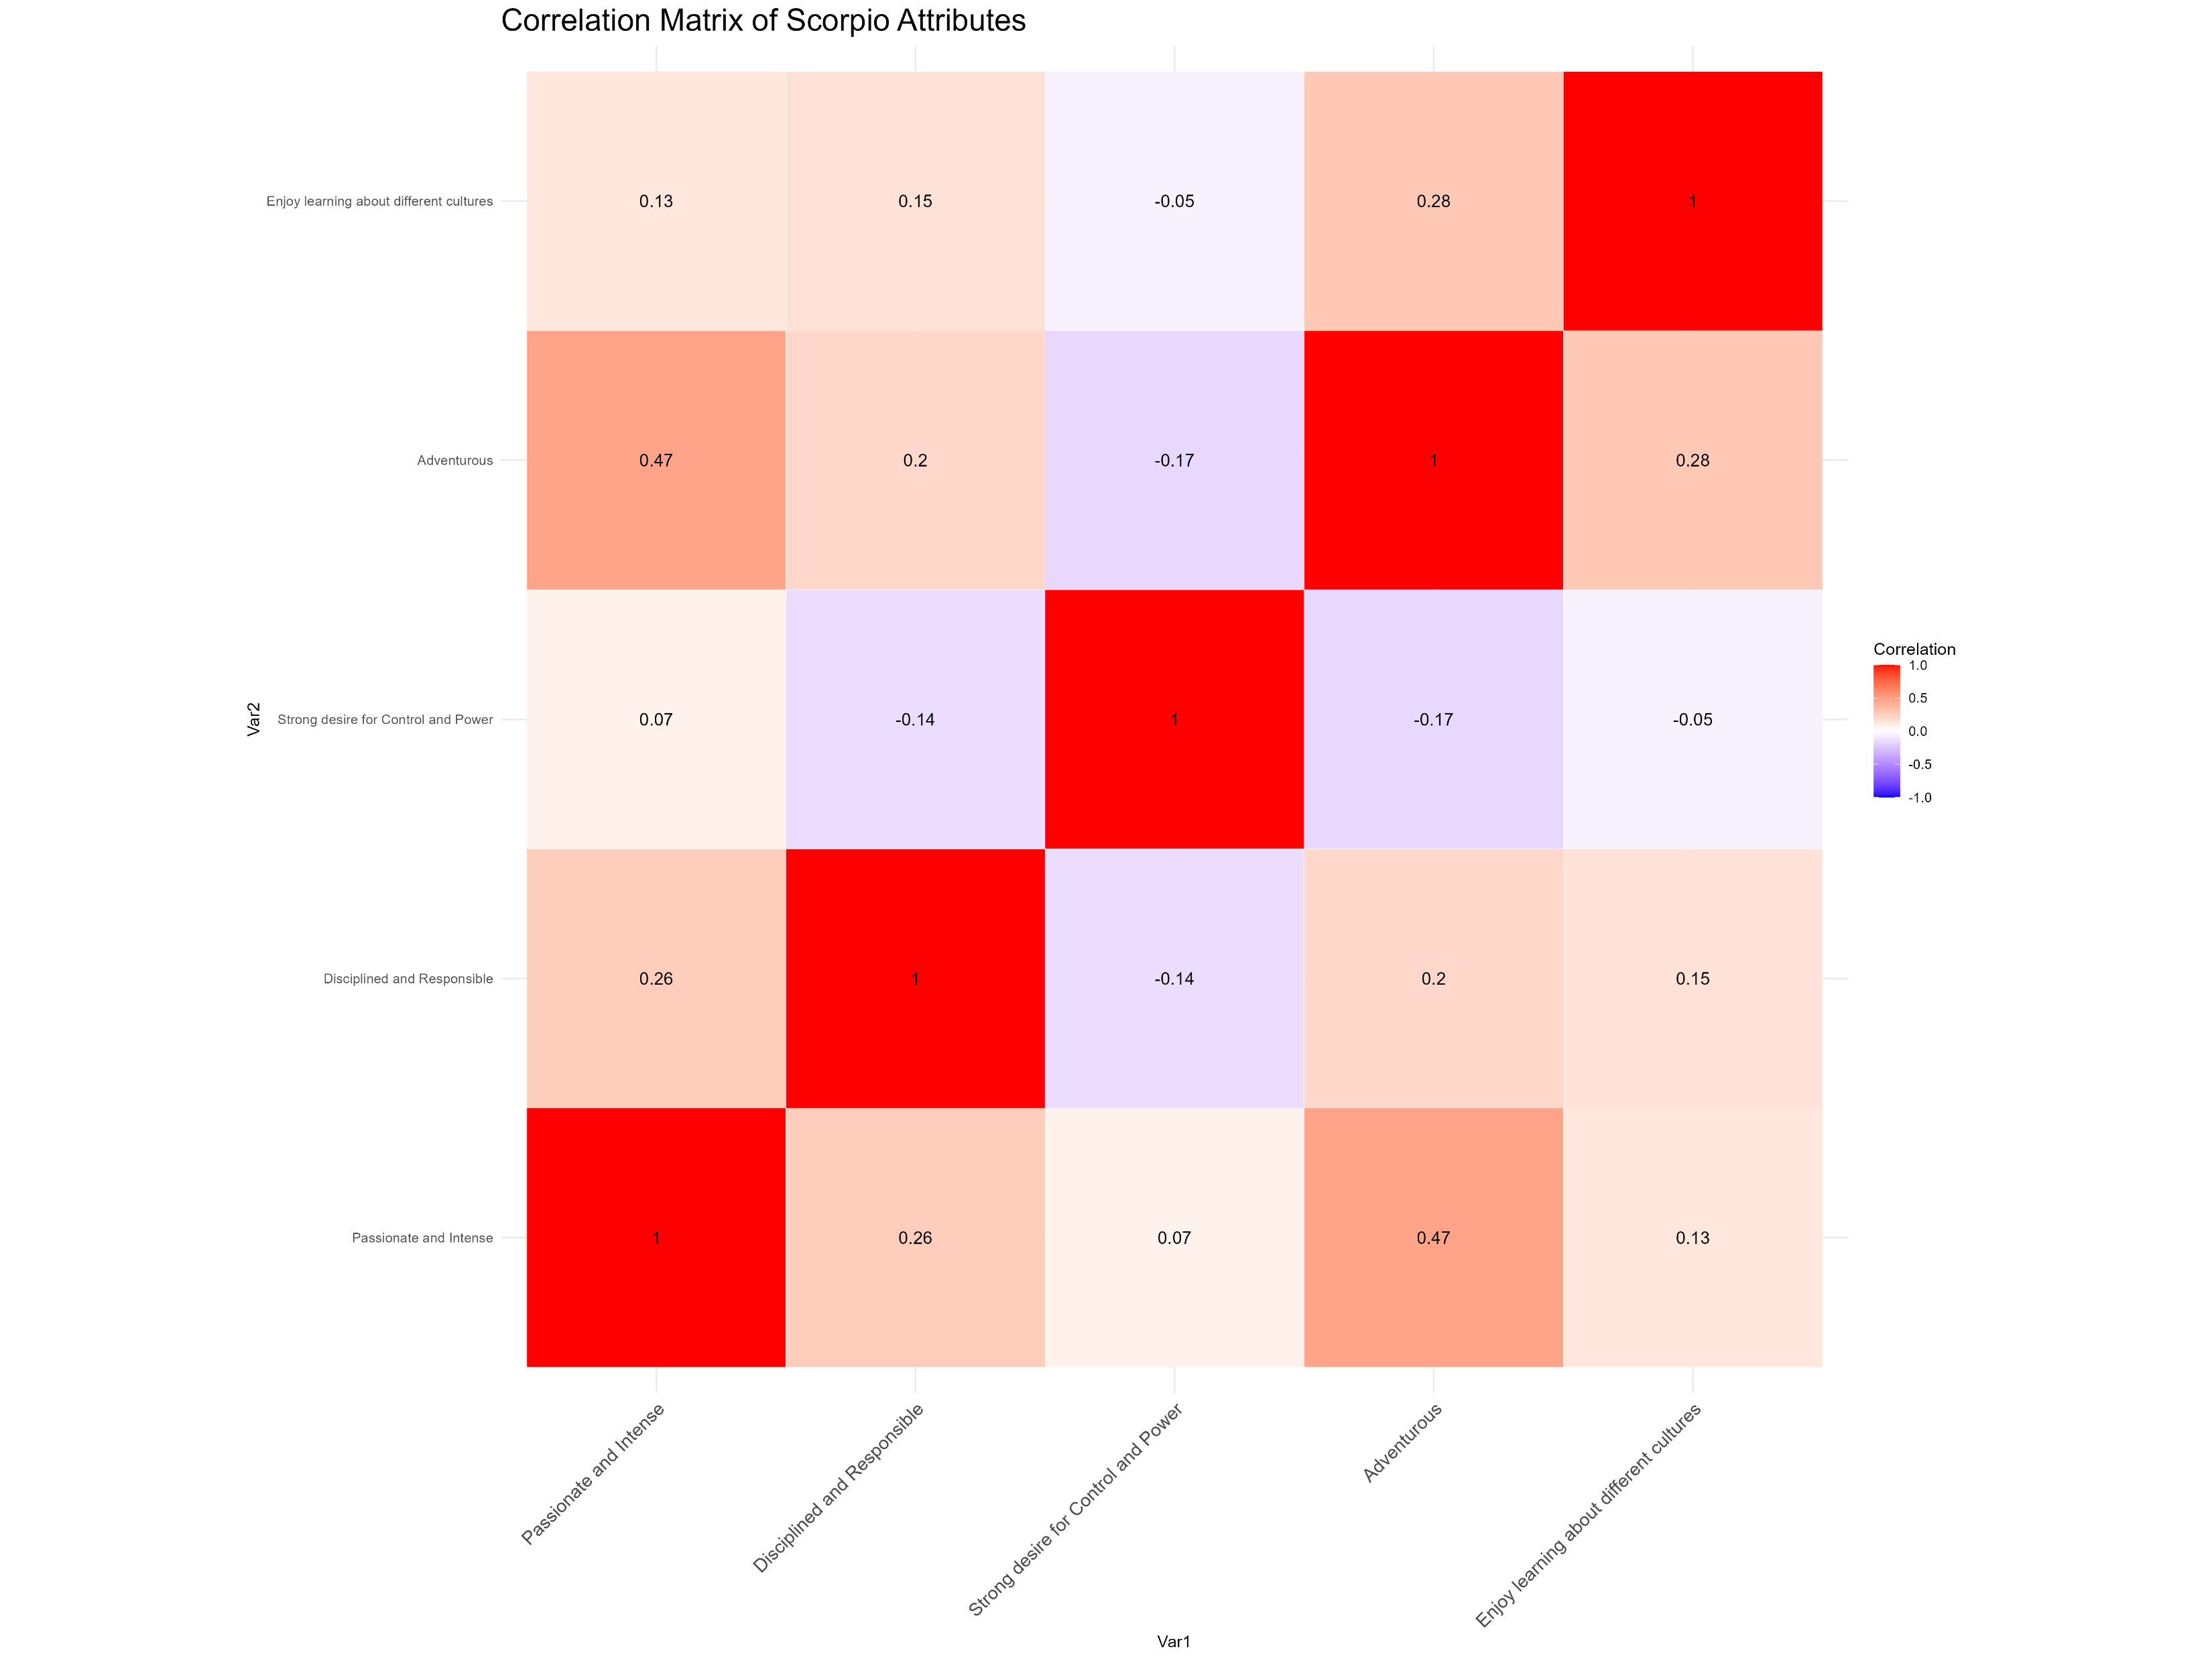 Correlation Matrix of Scorpio Attributes
Enjoy learning about different cultures
0.13 0.15 -0.05 0.28 1
Adventurous
0.47 0.2 -0.17 1 0.28
Strong desire for Control and Power
0.07 -0.14 1 -0.17 -0.05
Disciplined and Responsible
0.26 1 -0.14 0.2 0.15
Passionate and Intense
1 0.26 0.07 0.47 0.13
Var2
Passionate and Intense
Disciplined and Responsible
Strong desire for Control and Power
Adventurous
Enjoy learning about different cultures
Var1
Correlation
1.0
0.5
0.0
-0.5
-1.0